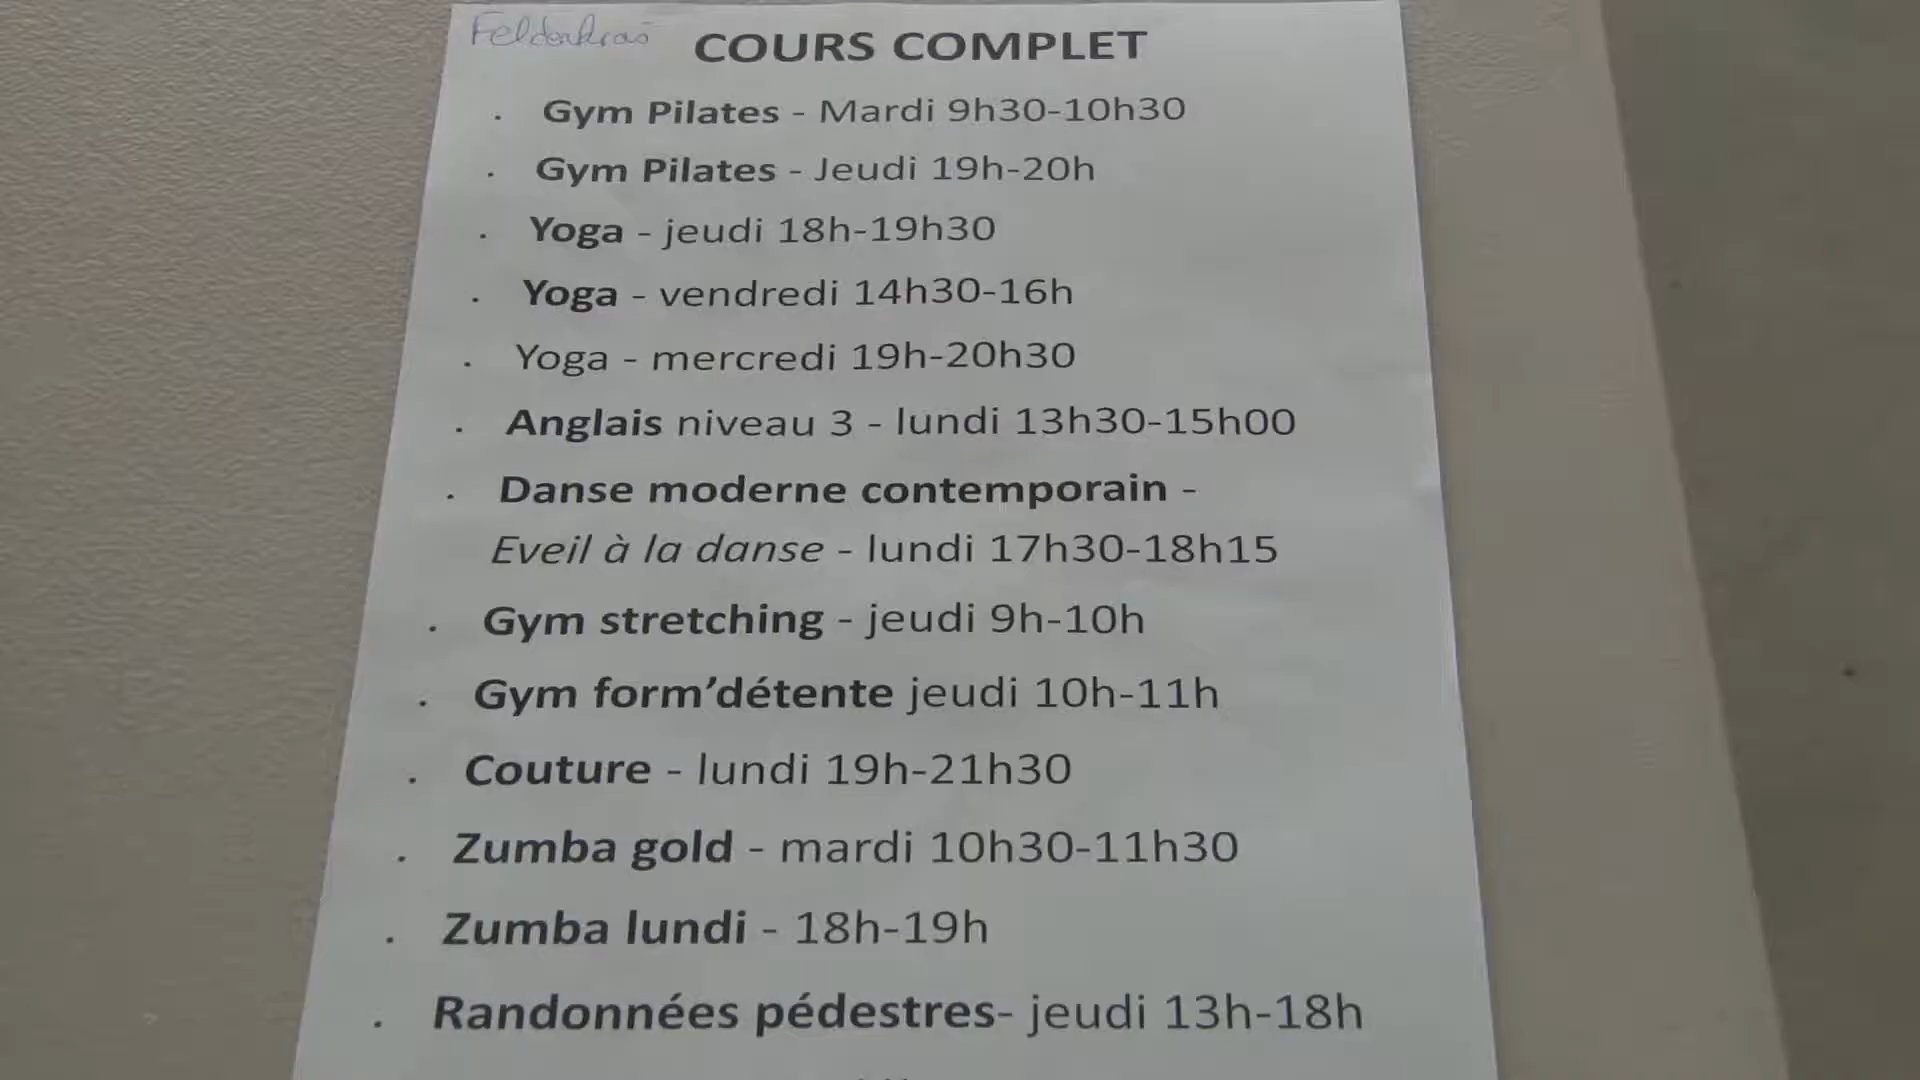 Feldenkrais
COURS COMPLET
. Gym Pilates - Mardi 9h30-10h30
. Gym Pilates - Jeudi 19h-20h
. Yoga - jeudi 18h-19h30
. Yoga - vendredi 14h30-16h
. Yoga - mercredi 19h-20h30
. Anglais niveau 3 - lundi 13h30-15h00
. Danse moderne contemporain -
Eveil à la danse - lundi 17h30-18h15
. Gym stretching - jeudi 9h-10h
. Gym form’détente jeudi 10h-11h
. Couture - lundi 19h-21h30
. Zumba gold - mardi 10h30-11h30
. Zumba lundi - 18h-19h
. Randonnées pédestres- jeudi 13h-18h